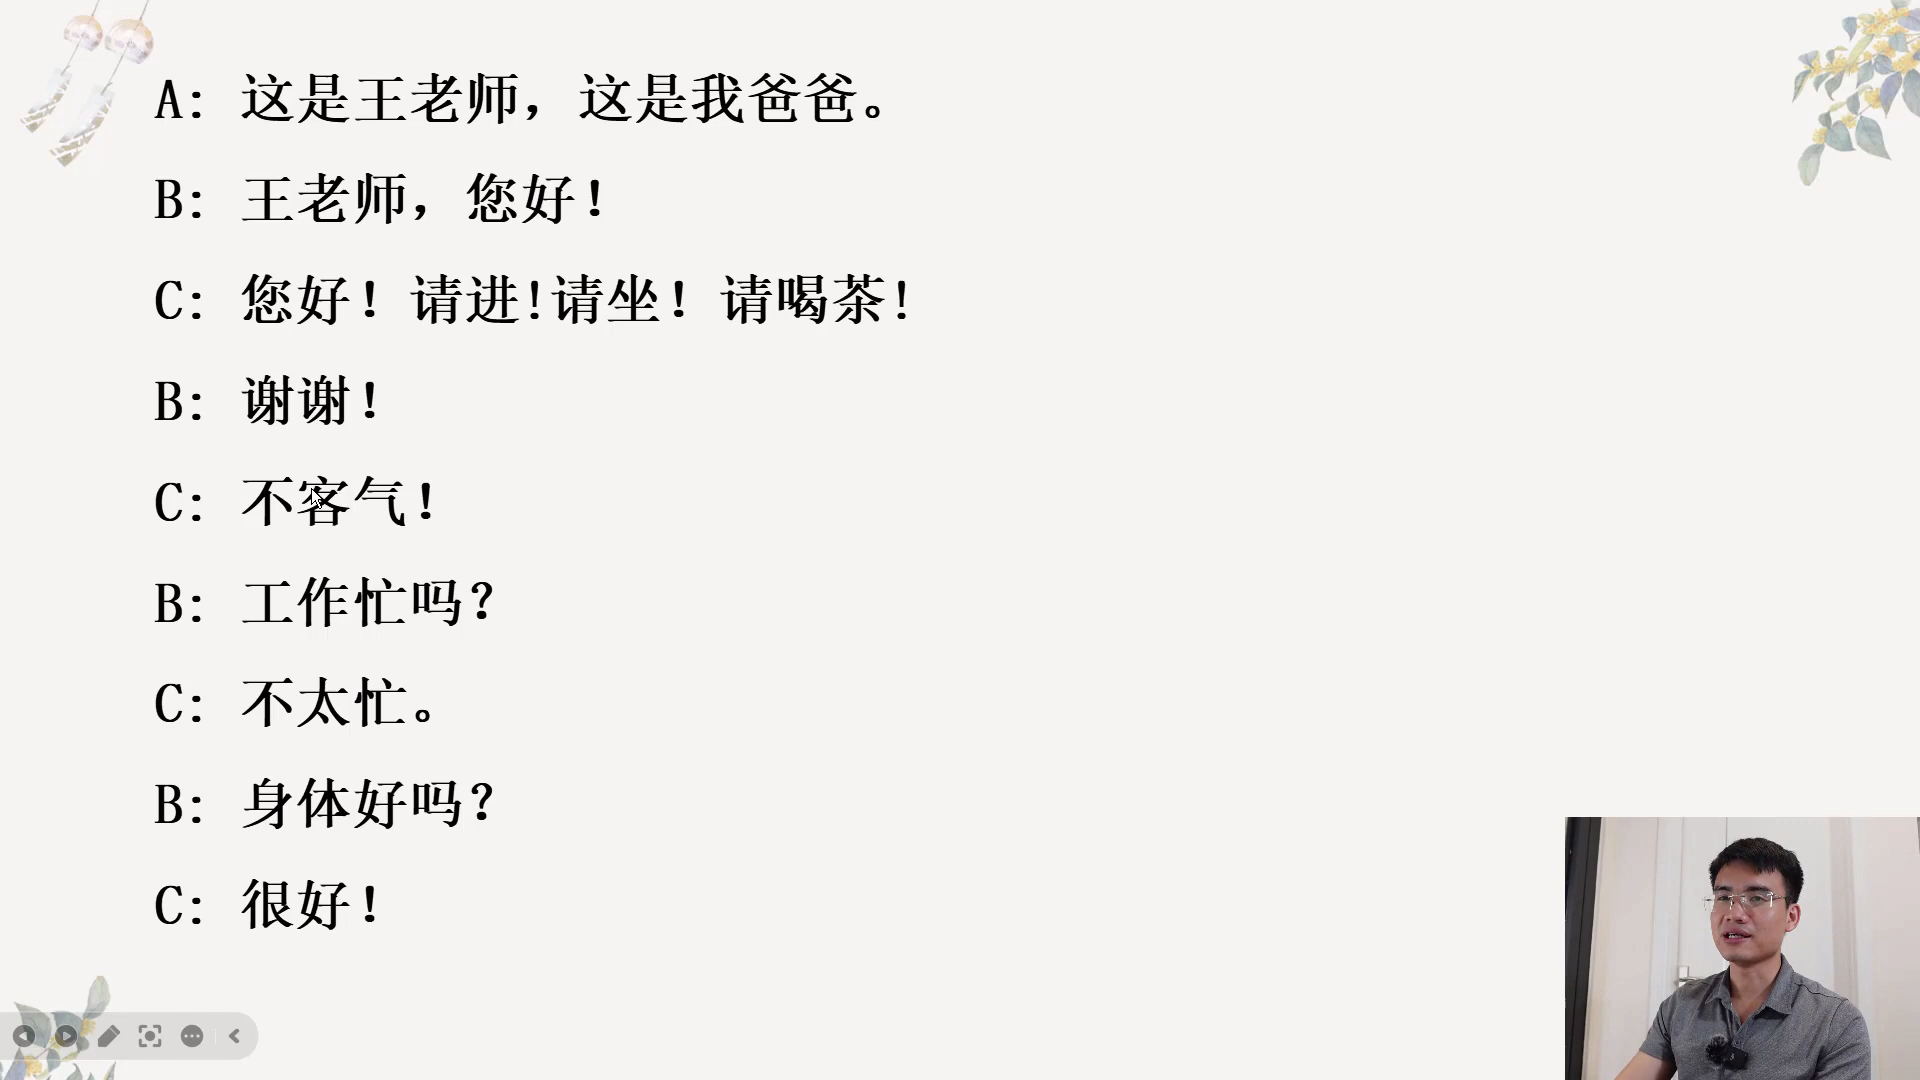 A: 这是王老师，这是我爸爸。
B: 王老师，您好！
C: 您好！请进!请坐！请喝茶!
B: 谢谢！
C: 不客气！
B: 工作忙吗？
C: 不太忙。
B: 身体好吗？
C: 很好！